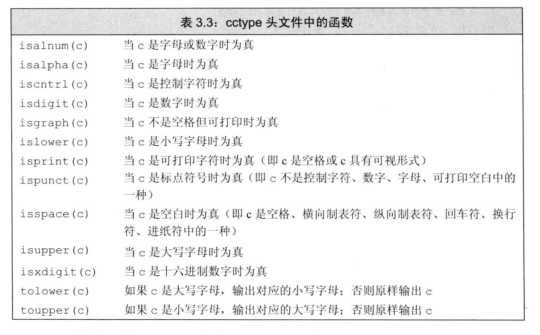 表 3.3：cctype 头文件中的函数
isalnum(c) 当 c 是字母或数字时为真
isalpha(c) 当 c 是字母时为真
iscntrl(c) 当 c 是控制字符时为真
isdigit(c) 当 c 是数字时为真
isgraph(c) 当 c 不是空格但可打印时为真
islower(c) 当 c 是小写字母时为真
isprint(c) 当 c 是可打印字符时为真（即 c 是空格或 c 具有可视形式）
ispunct(c) 当 c 是标点符号时为真（即 c 不是控制字符、数字、字母、可打印空白中的
一种）
isspace(c) 当 c 是空白时为真（即 c 是空格、横向制表符、纵向制表符、回车符、换行
符、进纸符中的一种）
isupper(c) 当 c 是大写字母时为真
isxdigit(c) 当 c 是十六进制数字时为真
tolower(c) 如果 c 是大写字母，输出对应的小写字母；否则原样输出 c
toupper(c) 如果 c 是小写字母，输出对应的大写字母；否则原样输出 c